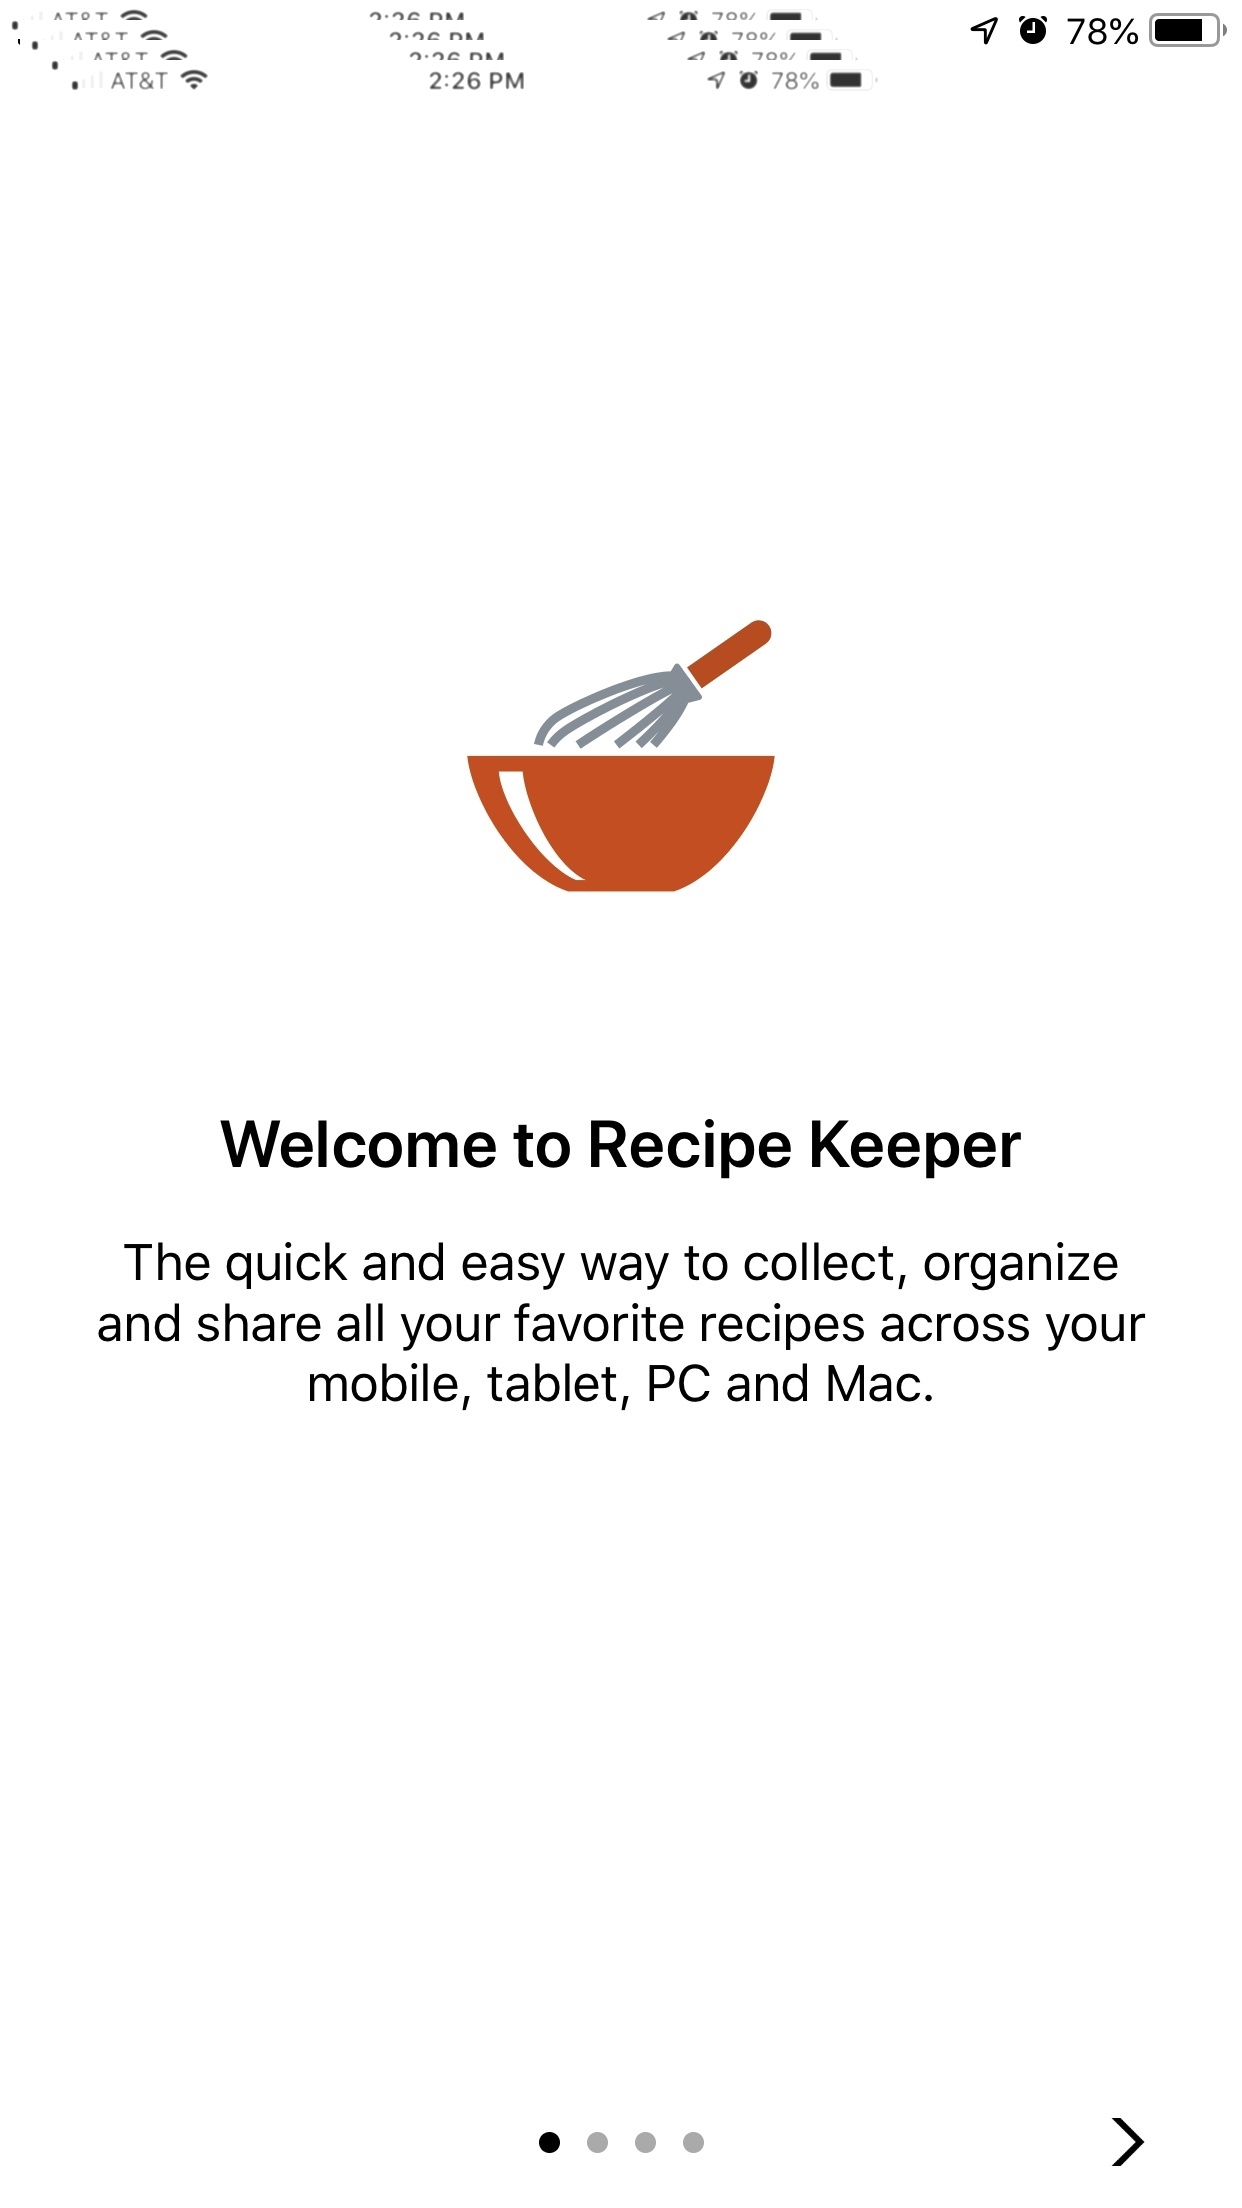 78%
AT&T 2:26 PM 78%
Welcome to Recipe Keeper
The quick and easy way to collect, organize
and share all your favorite recipes across your
mobile, tablet, PC and Mac.